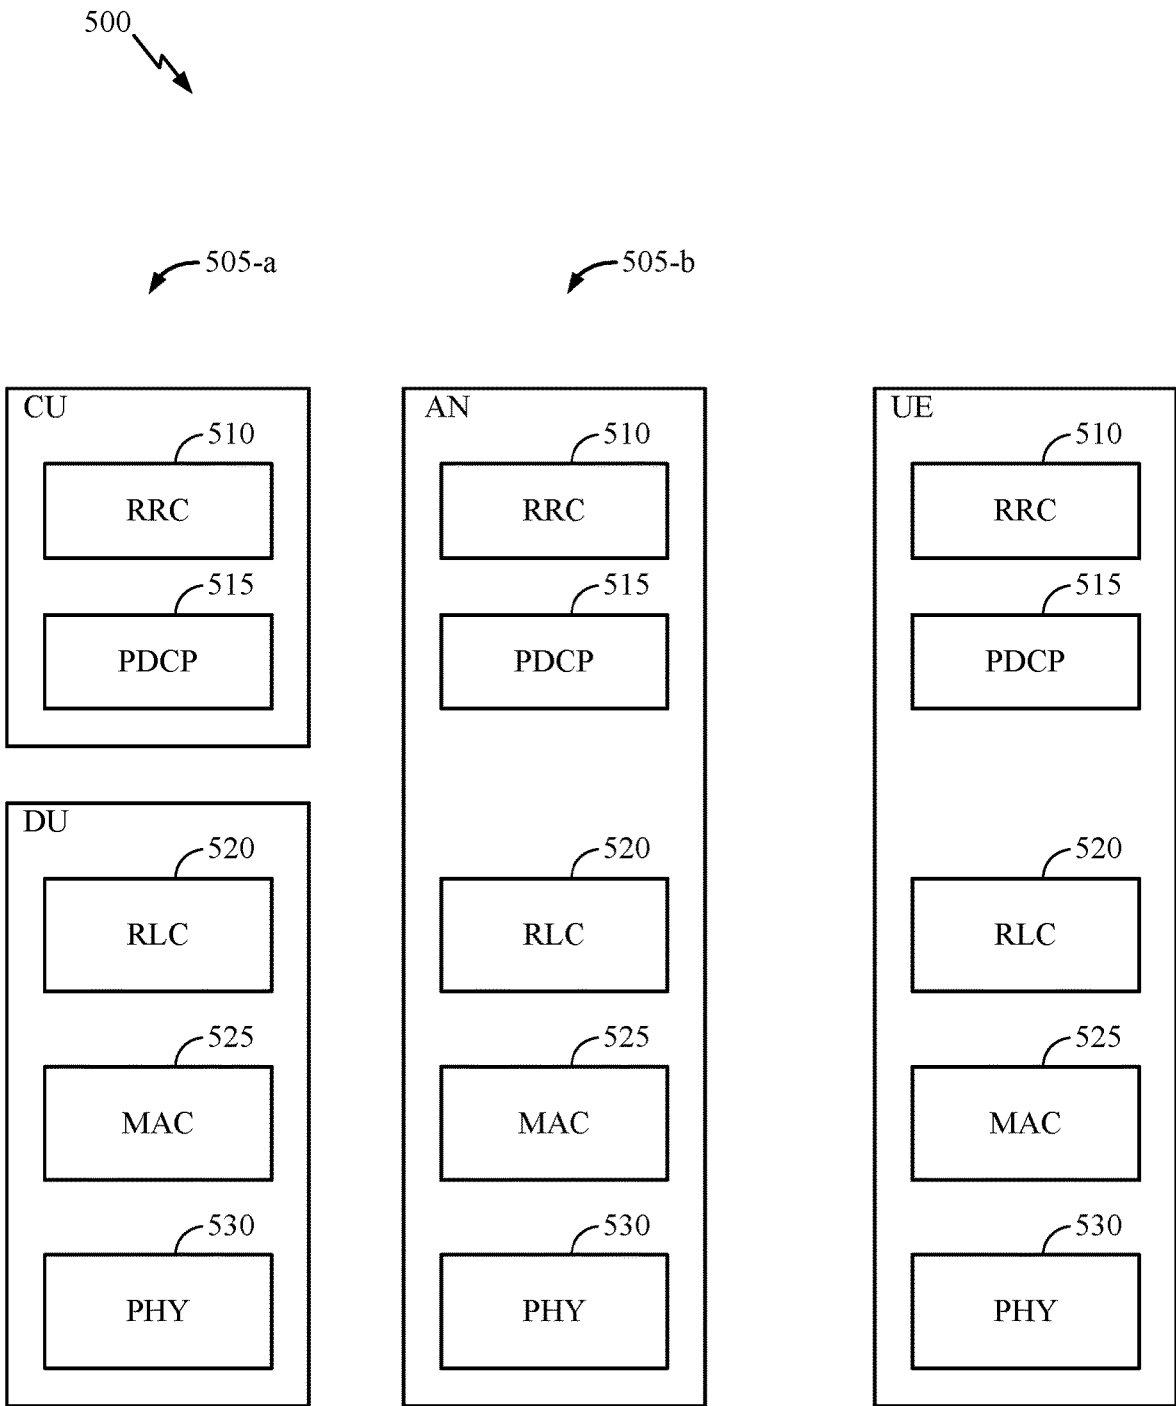 500
505-a 505-b
CU AN UE
510 510 510
RRC RRC RRC
515 515 515
PDCP PDCP PDCP
DU
520 520 520
RLC RLC RLC
525 525 525
MAC MAC MAC
530 530 530
PHY PHY PHY